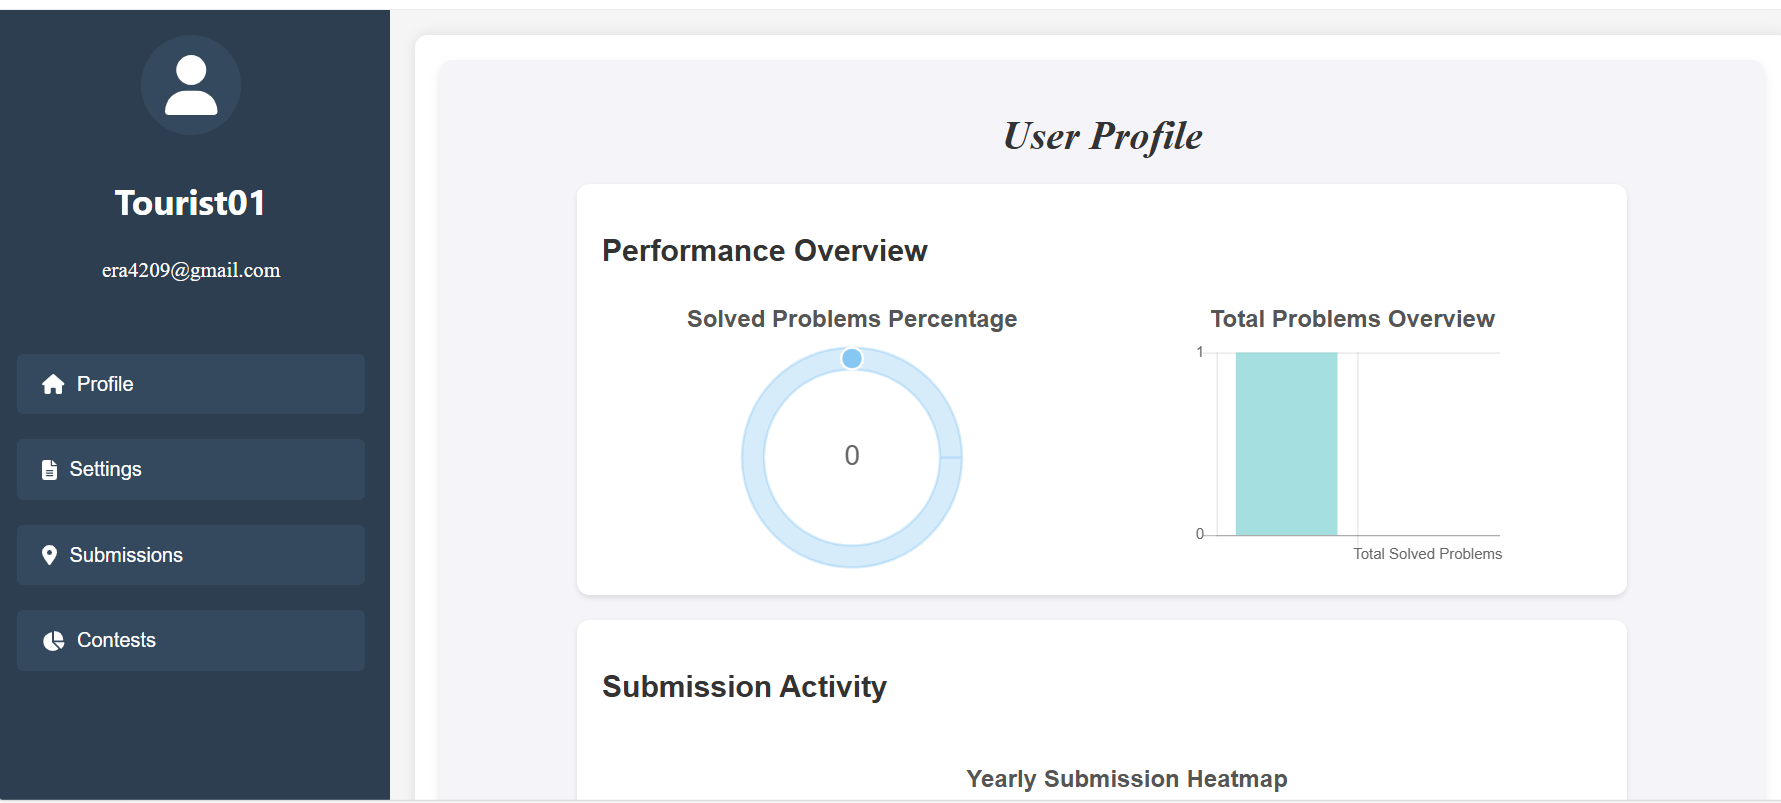 Tourist01
era4209@gmail.com
Profile
Settings
Submissions
Contests
User Profile
Performance Overview
Solved Problems Percentage
0
Total Problems Overview
1
0
Total Solved Problems
Submission Activity
Yearly Submission Heatmap